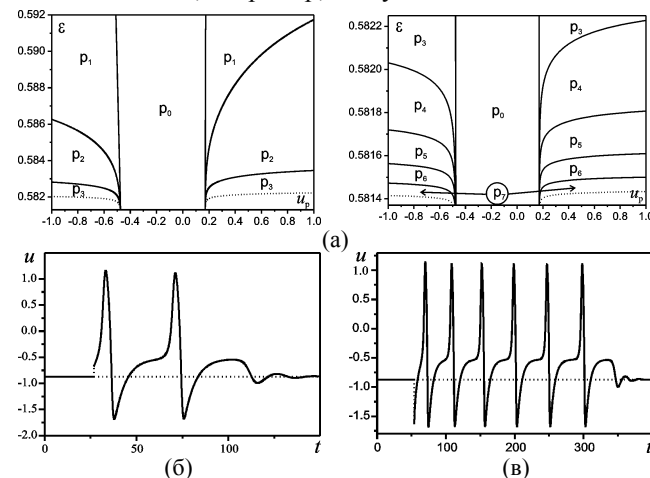 0.592
ε
0.590
p₁ p₀ p₁
0.588
0.586
0.584
p₂ p₂
p₃ p₃
0.582
uₚ
-1.0 -0.8 -0.6 -0.4 -0.2 0.0 0.2 0.4 0.6 0.8 1.0
0.5822
ε
p₃ p₃
0.5820
p₄ p₀ p₄
0.5818
p₅ p₅
0.5816
p₆ p₆
p₇
0.5814
uₚ
-1.0 -0.8 -0.6 -0.4 -0.2 0.0 0.2 0.4 0.6 0.8 1.0
(а)
u
1.0
0.5
0.0
-0.5
-1.0
-1.5
-2.0
0 50 100 t
(б)
u
1.0
0.5
0.0
-0.5
-1.0
-1.5
0 100 200 300 t
(в)